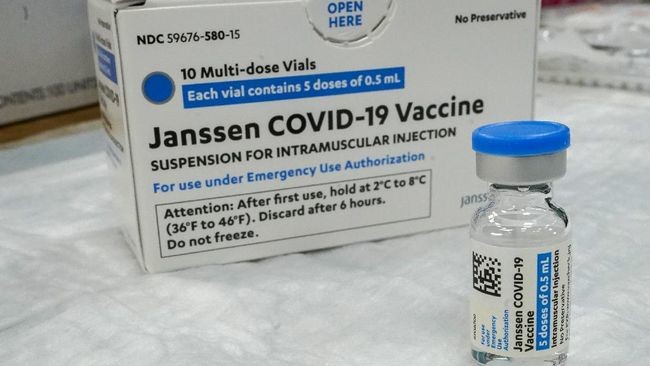 OPEN
HERE
No Preservative
NDC 59676-580-15
10 Multi-dose Vials
Each vial contains 5 doses of 0.5 mL
Janssen COVID-19 Vaccine
SUSPENSION FOR INTRAMUSCULAR INJECTION
For use under Emergency Use Authorization
Attention: After first use, hold at 2°C to 8°C
(36°F to 46°F). Discard after 6 hours.
Do not freeze.
No Preservative
janss
Janssen COVID-19
Vaccine
5 doses of 0.5 mL
Intramuscular Injection
No Preservative
For use
under
Emergency
Use
Authorization